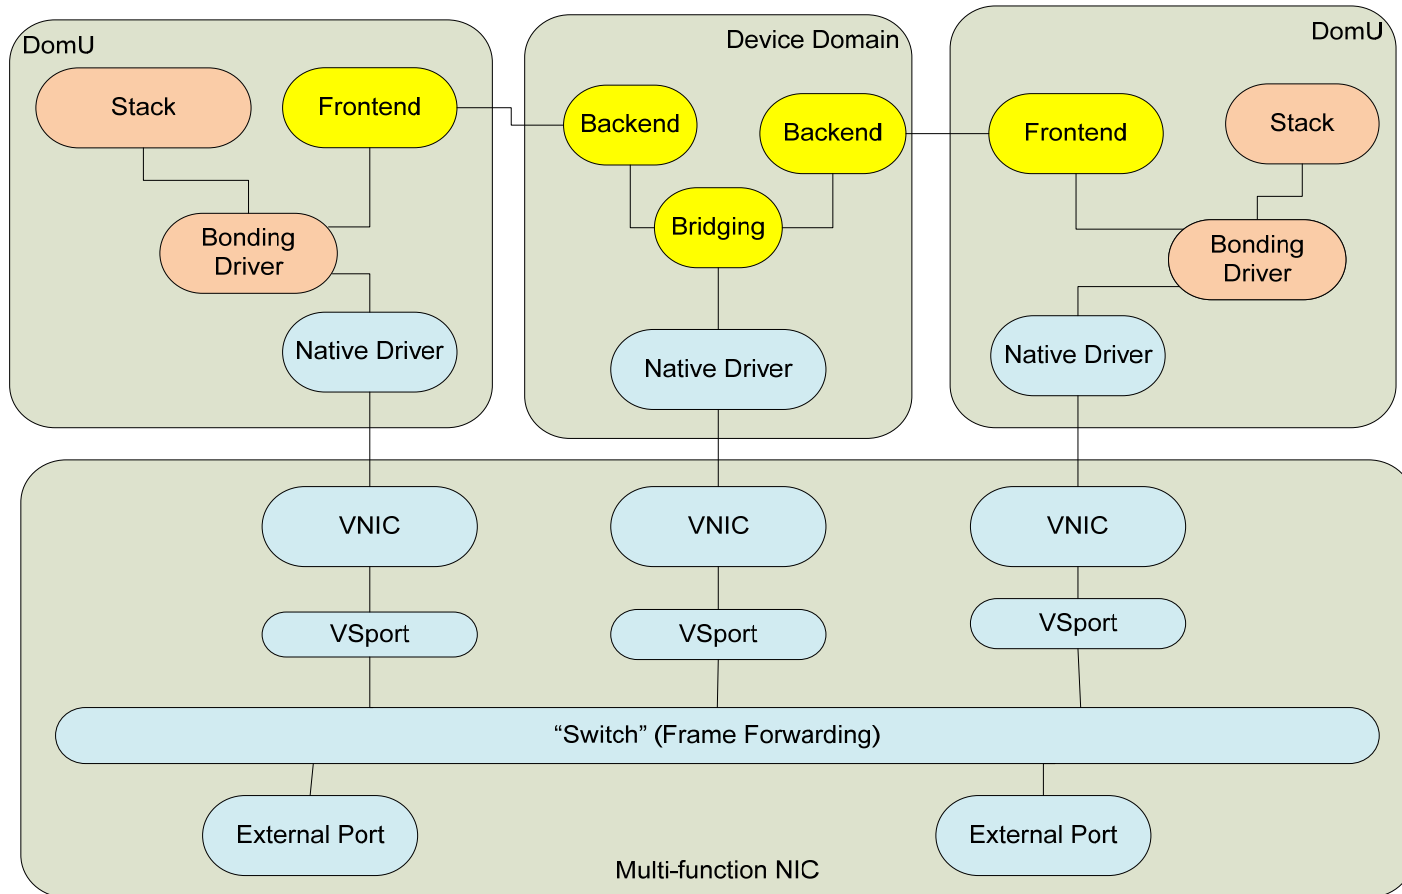 DomU
Device Domain
DomU
Stack
Frontend
Backend
Backend
Frontend
Stack
Bridging
Bonding
Driver
Bonding
Driver
Native Driver
Native Driver
Native Driver
VNIC
VNIC
VNIC
VSport
VSport
VSport
“Switch” (Frame Forwarding)
External Port
External Port
Multi-function NIC